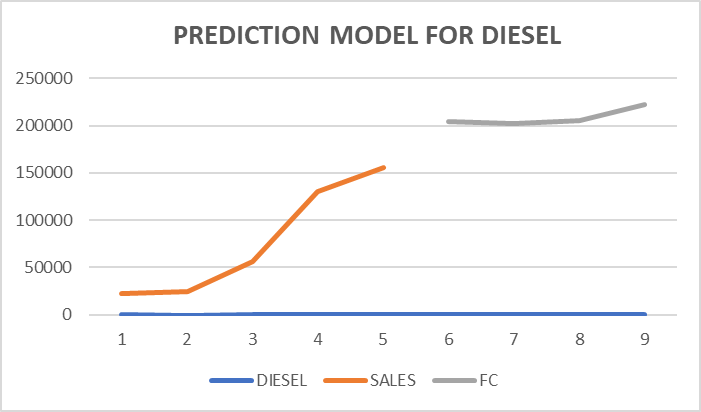 PREDICTION MODEL FOR DIESEL
250000
200000
150000
100000
50000
0
1 2 3 4 5 6 7 8 9
DIESEL SALES FC